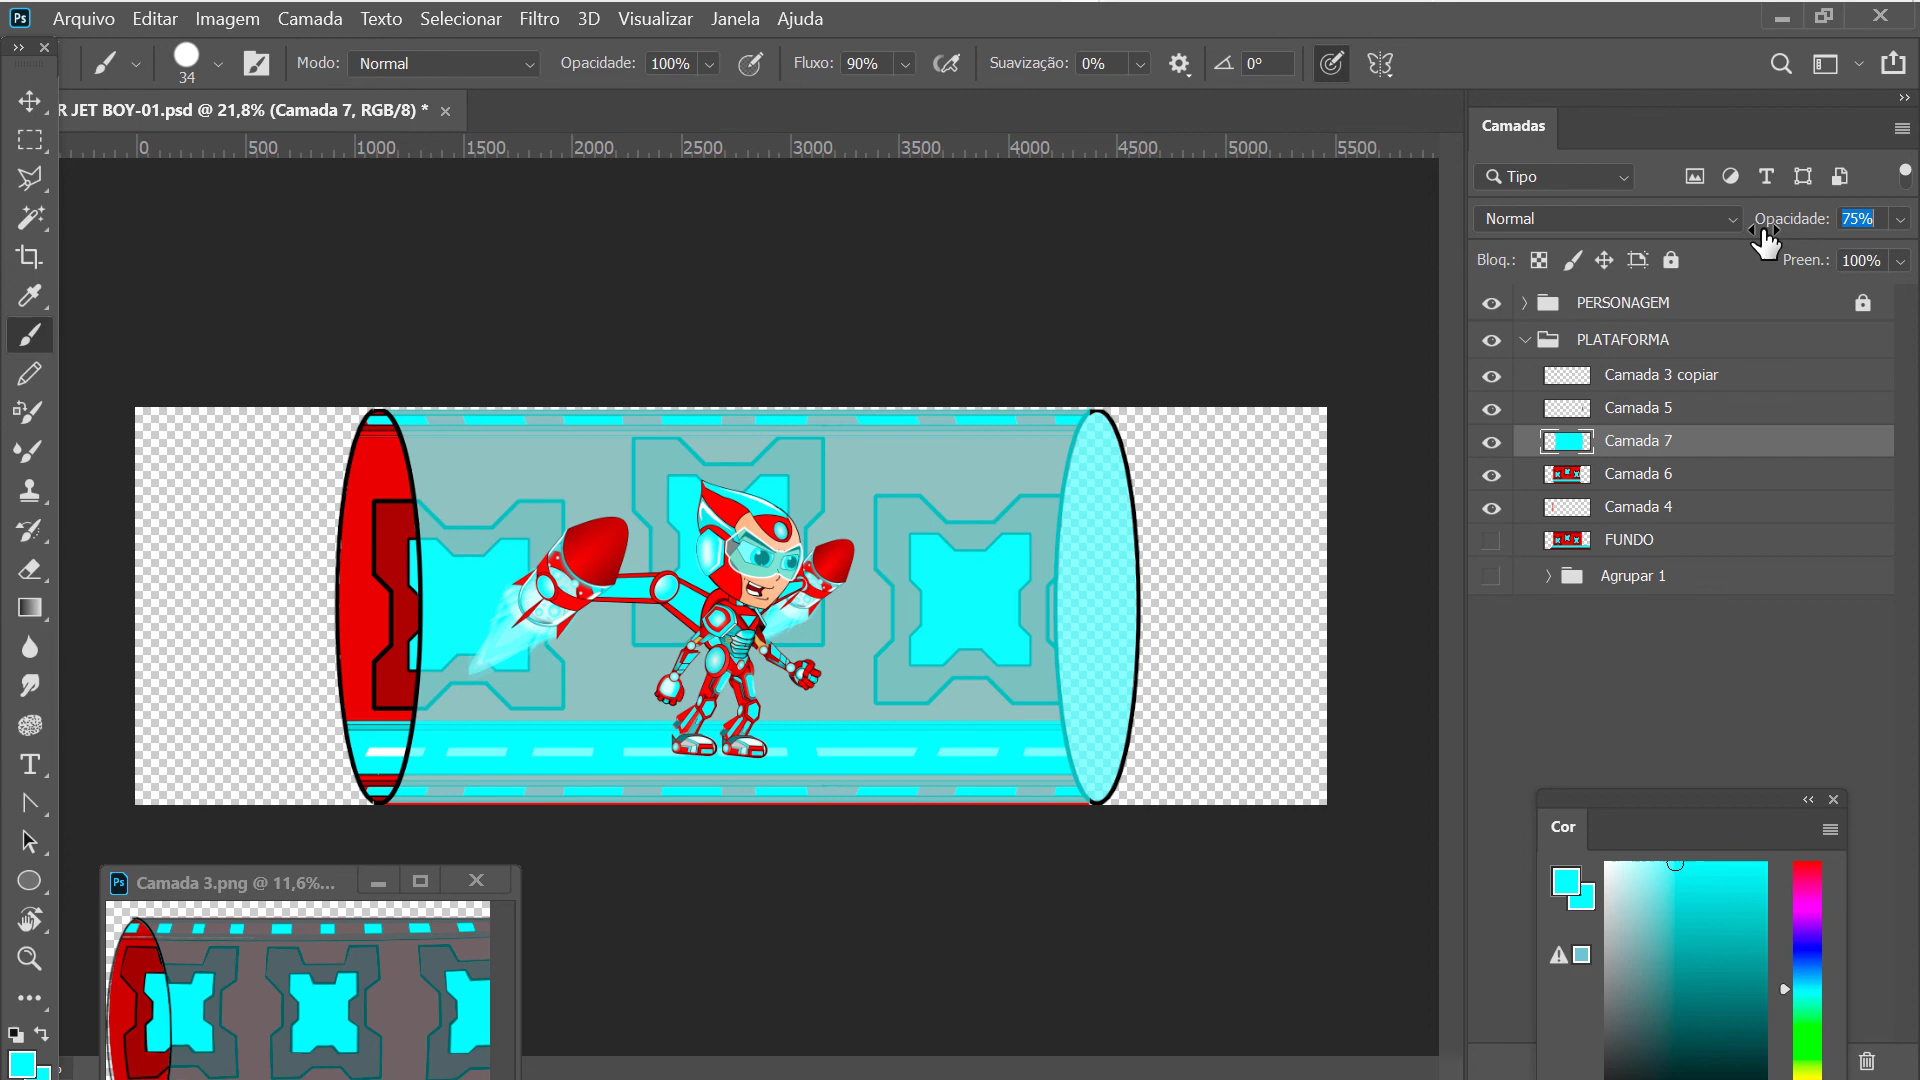 Ps Arquivo Editar Imagem Camada Texto Selecionar Filtro 3D Visualizar Janela Ajuda
34 Modo: Normal Opacidade: 100% Fluxo: 90% Suavização: 0% 0°
R JET BOY-01.psd @ 21,8% (Camada 7, RGB/8) *
0 500 1000 1500 2000 2500 3000 3500 4000 4500 5000 5500
Camadas
Tipo
Normal Opacidade: 75%
Bloq.: Preen.: 100%
PERSONAGEM
PLATAFORMA
Camada 3 copiar
Camada 5
Camada 7
Camada 6
Camada 4
FUNDO
Agrupar 1
Cor
Ps Camada 3.png @ 11,6%...